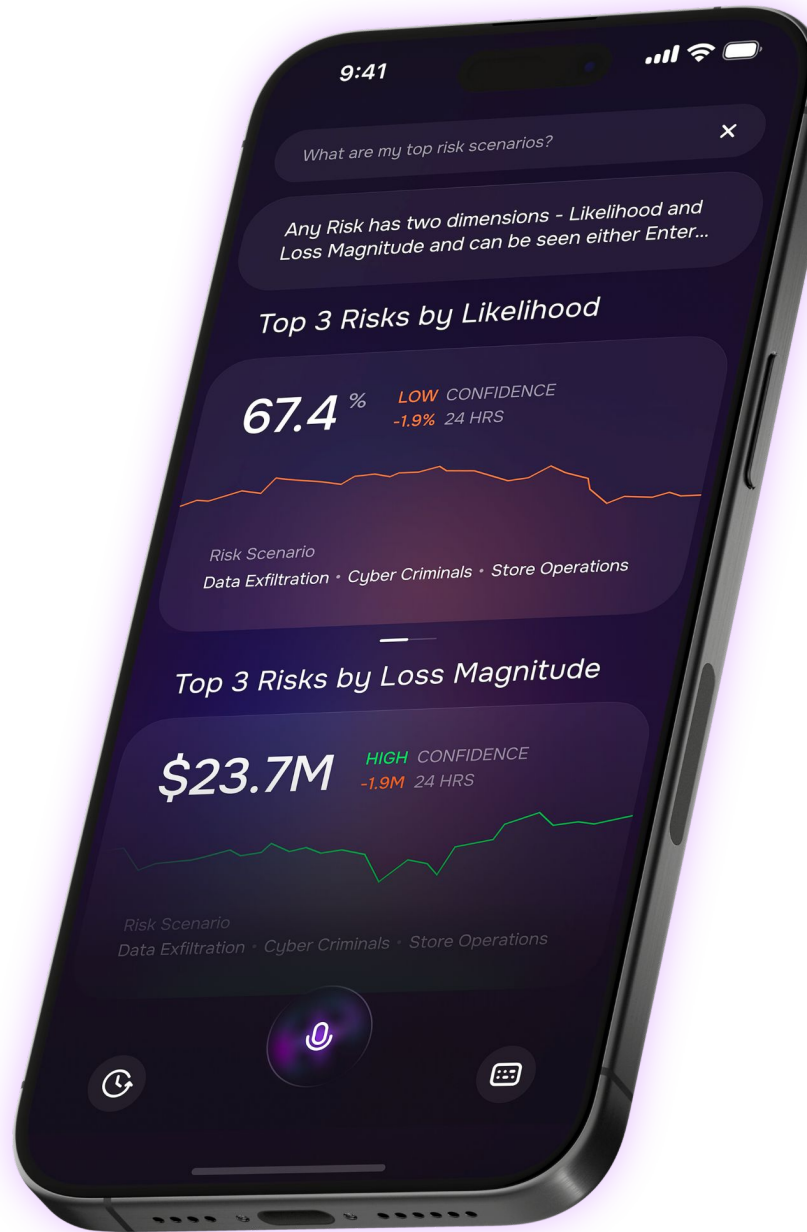 9:41
What are my top risk scenarios?
Any Risk has two dimensions - Likelihood and
Loss Magnitude and can be seen either Enter...
Top 3 Risks by Likelihood
67.4 %
LOW CONFIDENCE
-1.9% 24 HRS
Risk Scenario
Data Exfiltration • Cyber Criminals • Store Operations
Top 3 Risks by Loss Magnitude
$23.7M
HIGH CONFIDENCE
-1.9M 24 HRS
Risk Scenario
Data Exfiltration • Cyber Criminals • Store Operations